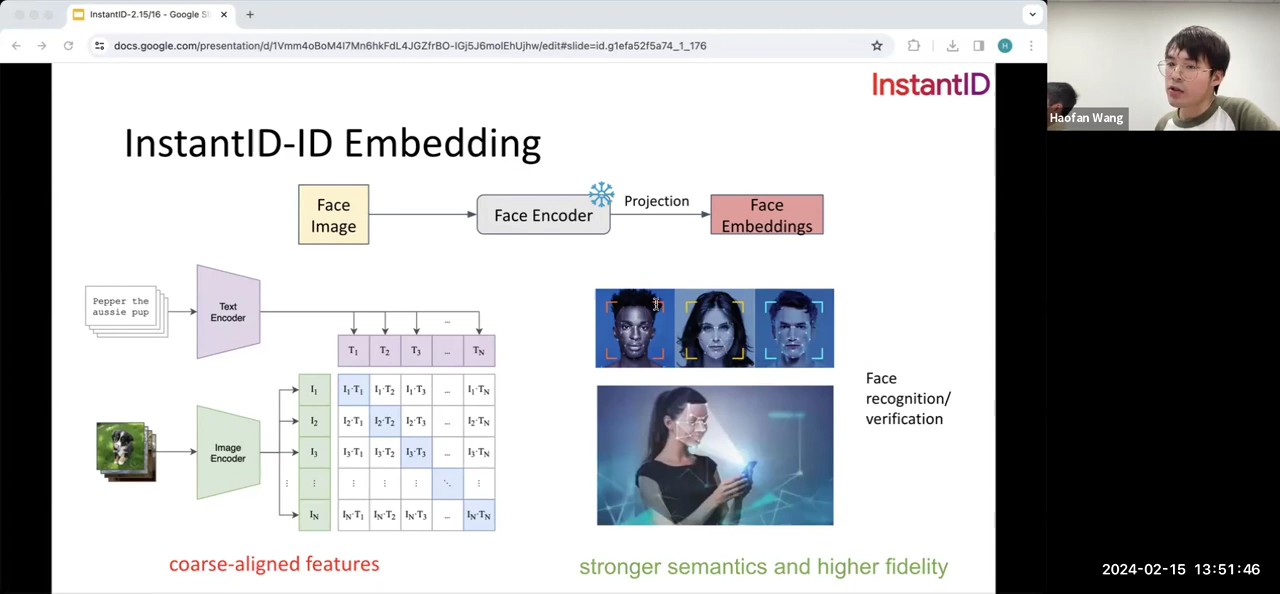 InstantID-2.15/16 - Google Sl
docs.google.com/presentation/d/1Vmm4oBoM4l7Mn6hkFdL4JGZfrBO-IGj5J6moIEhUjhw/edit#slide=id.g1efa52f5a74_1_176
H
Haofan Wang
InstantID
InstantID-ID Embedding
Face
Image
Face Encoder
Projection
Face
Embeddings
Pepper the
aussie pup
Text
Encoder
...
T1 T2 T3 ... TN
Image
Encoder
I1 I1·T1 I1·T2 I1·T3 ... I1·TN
I2 I2·T1 I2·T2 I2·T3 ... I2·TN
I3 I3·T1 I3·T2 I3·T3 ... I3·TN
⋮ ⋮ ⋮ ⋮ ⋮ ⋱ ⋮
IN IN·T1 IN·T2 IN·T3 ... IN·TN
Face
recognition/
verification
coarse-aligned features
stronger semantics and higher fidelity
2024-02-15 13:51:46